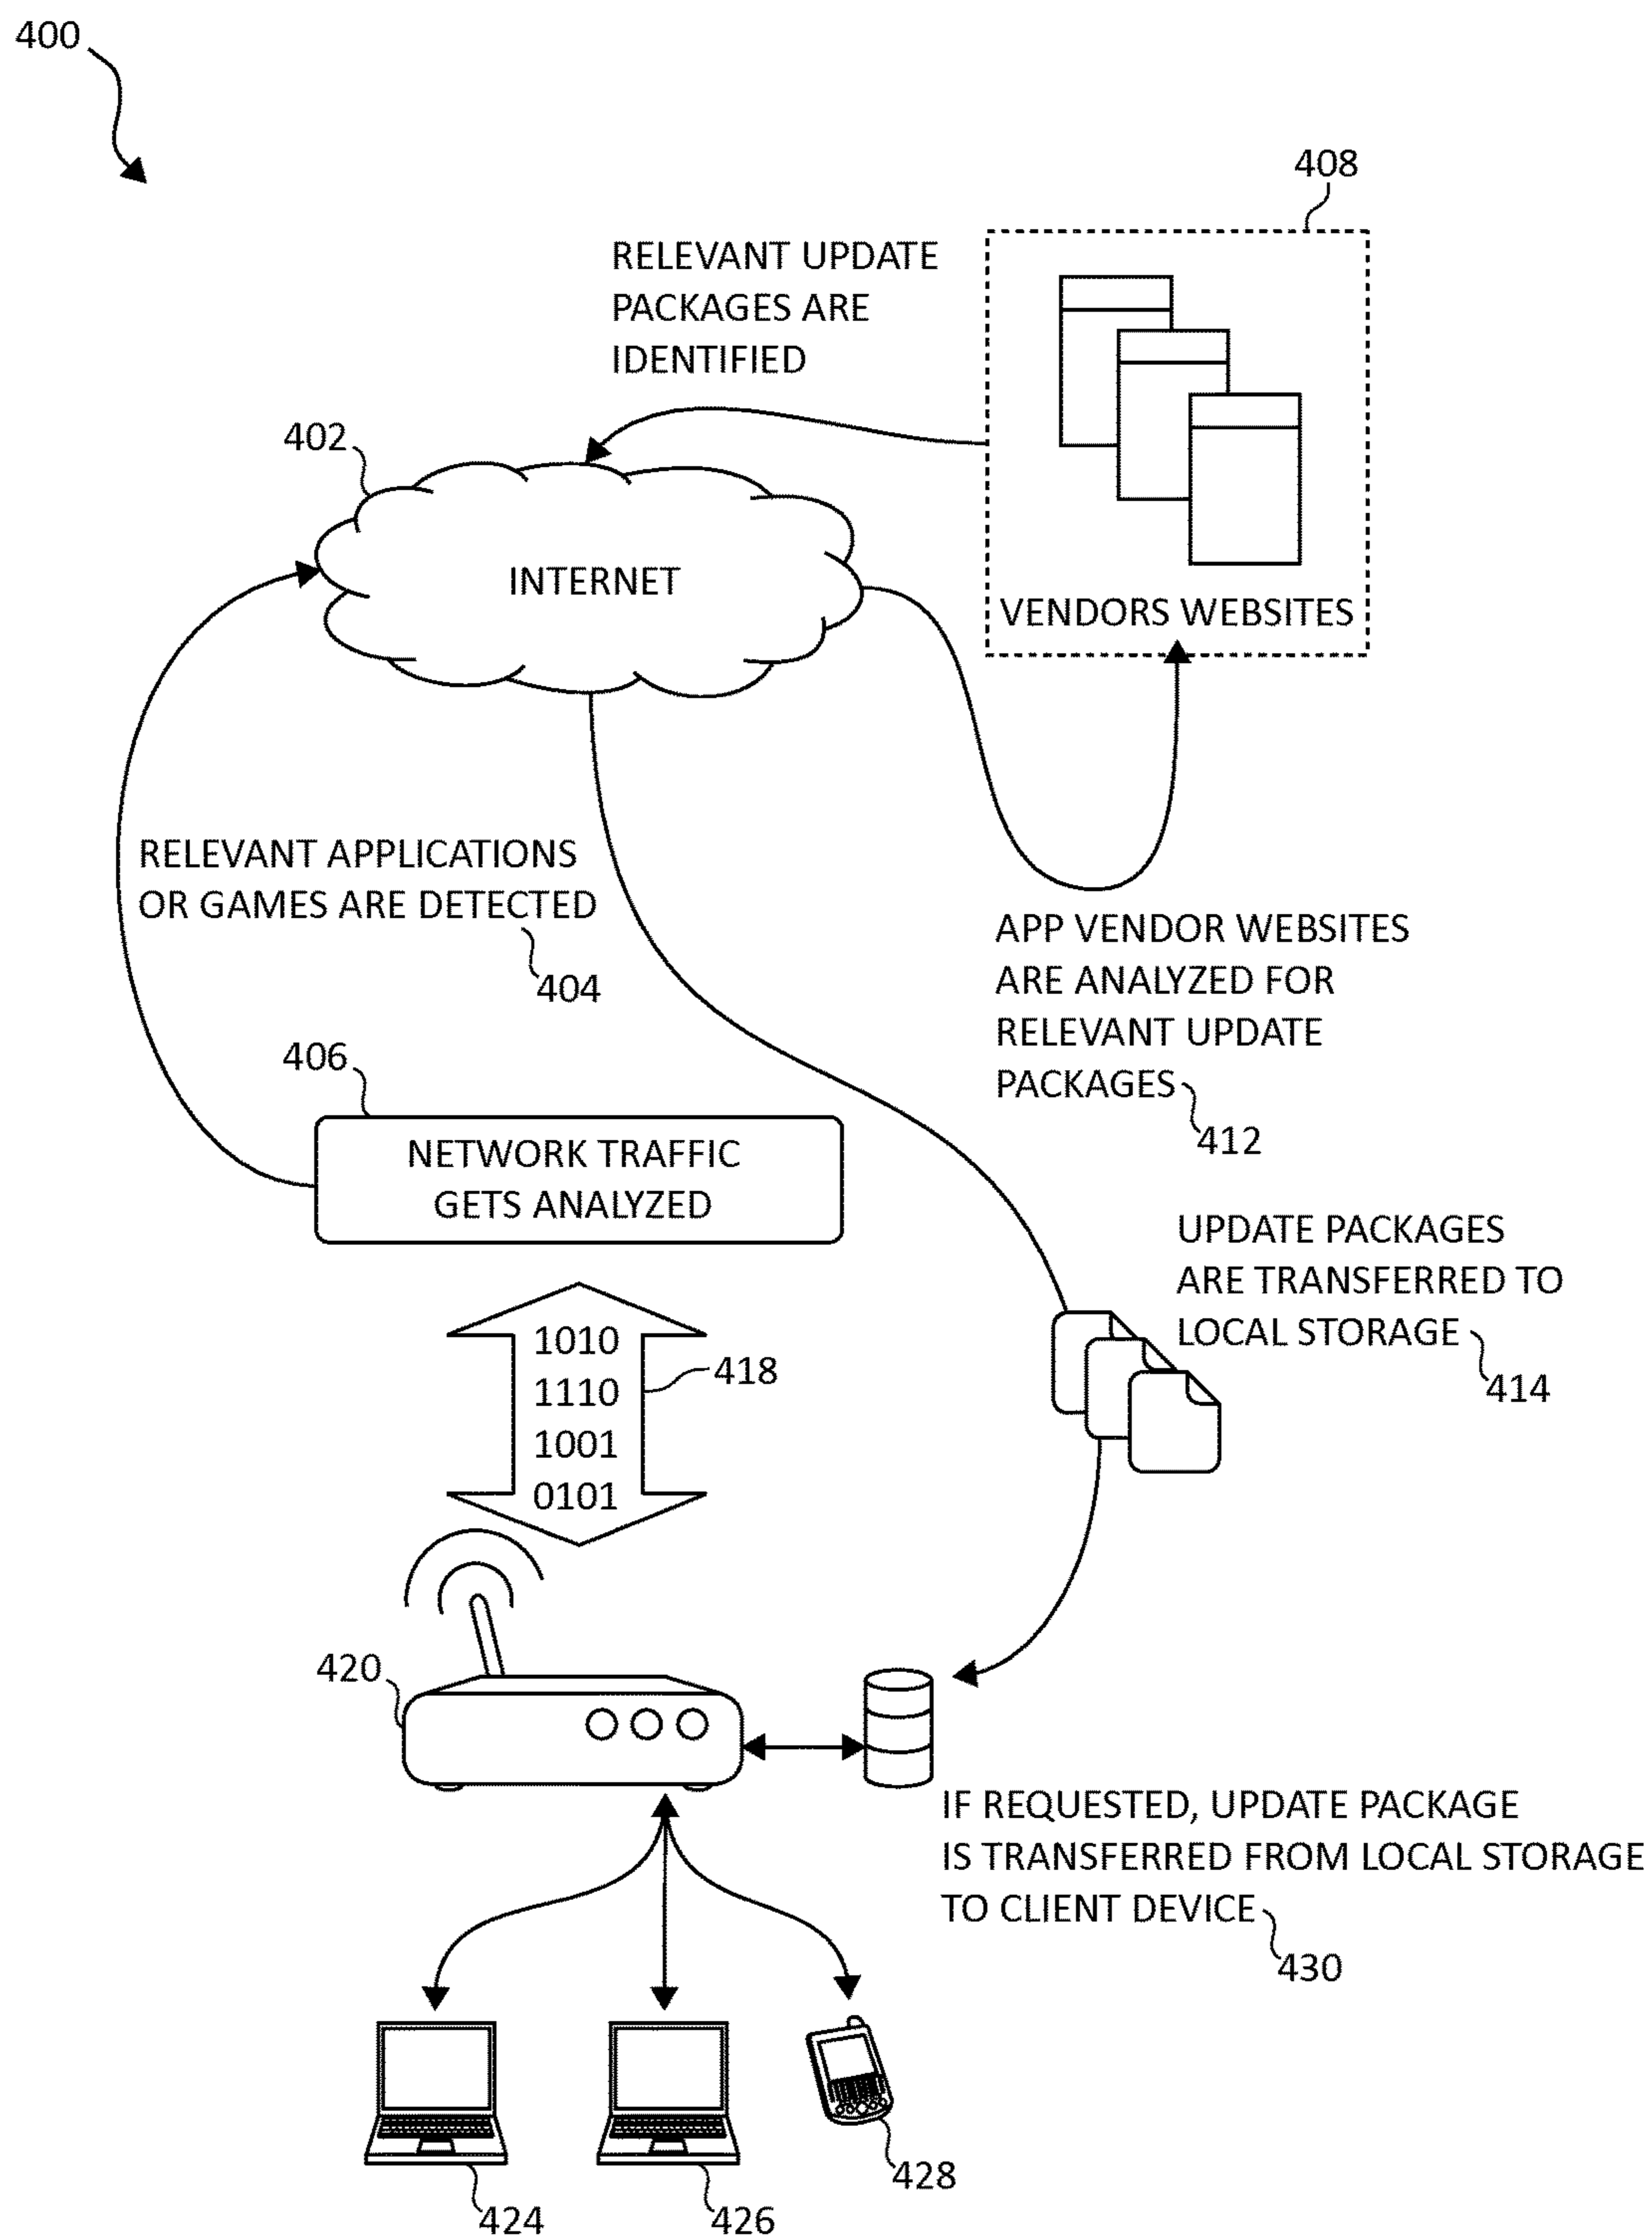 400
408
RELEVANT UPDATE
PACKAGES ARE
IDENTIFIED
402
INTERNET
VENDORS WEBSITES
RELEVANT APPLICATIONS
OR GAMES ARE DETECTED
404
APP VENDOR WEBSITES
ARE ANALYZED FOR
RELEVANT UPDATE
PACKAGES
412
406
NETWORK TRAFFIC
GETS ANALYZED
UPDATE PACKAGES
ARE TRANSFERRED TO
LOCAL STORAGE
414
1010
1110
1001
0101
418
420
IF REQUESTED, UPDATE PACKAGE
IS TRANSFERRED FROM LOCAL STORAGE
TO CLIENT DEVICE
430
424
426
428